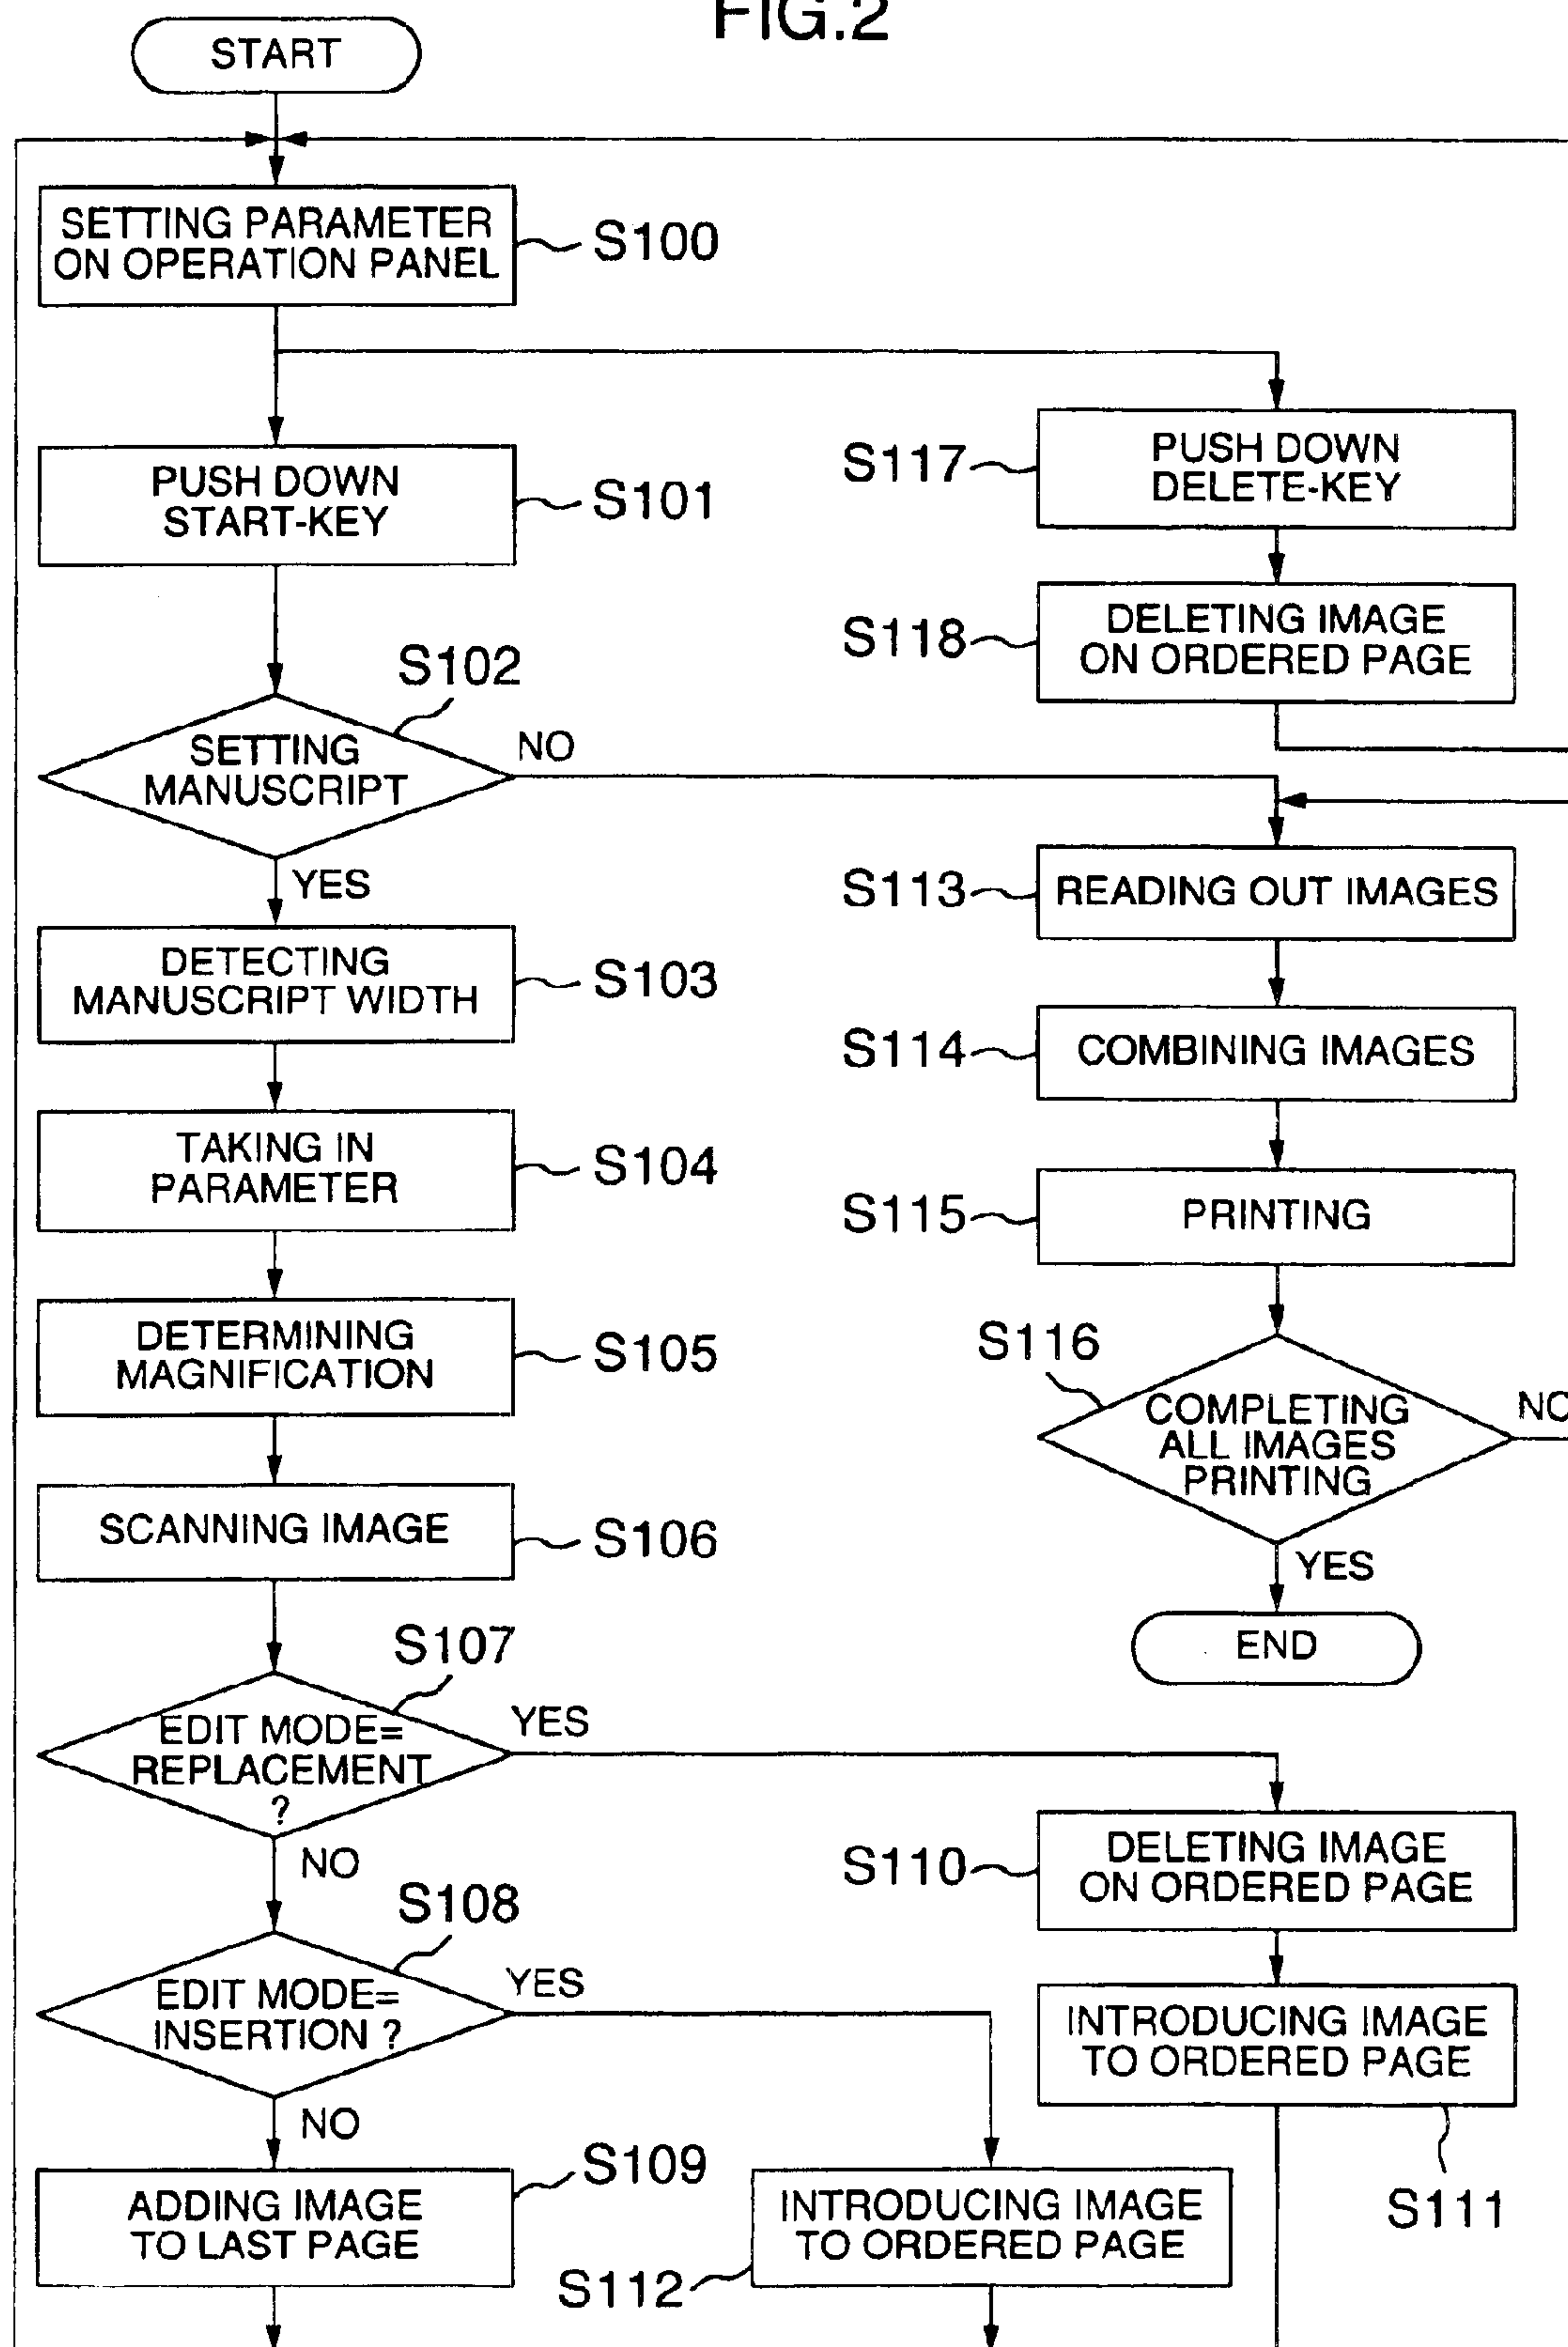 FIG.2
START
SETTING PARAMETER
ON OPERATION PANEL
S100
PUSH DOWN
START-KEY
S101
S117
PUSH DOWN
DELETE-KEY
S118
DELETING IMAGE
ON ORDERED PAGE
S102
SETTING
MANUSCRIPT
NO
YES
S113
READING OUT IMAGES
DETECTING
MANUSCRIPT WIDTH
S103
S114
COMBINING IMAGES
TAKING IN
PARAMETER
S104
S115
PRINTING
DETERMINING
MAGNIFICATION
S105
S116
COMPLETING
ALL IMAGES
PRINTING
NO
YES
END
SCANNING IMAGE
S106
S107
EDIT MODE=
REPLACEMENT
?
YES
NO
S110
DELETING IMAGE
ON ORDERED PAGE
S108
EDIT MODE=
INSERTION ?
YES
NO
INTRODUCING IMAGE
TO ORDERED PAGE
S111
ADDING IMAGE
TO LAST PAGE
S109
INTRODUCING IMAGE
TO ORDERED PAGE
S112